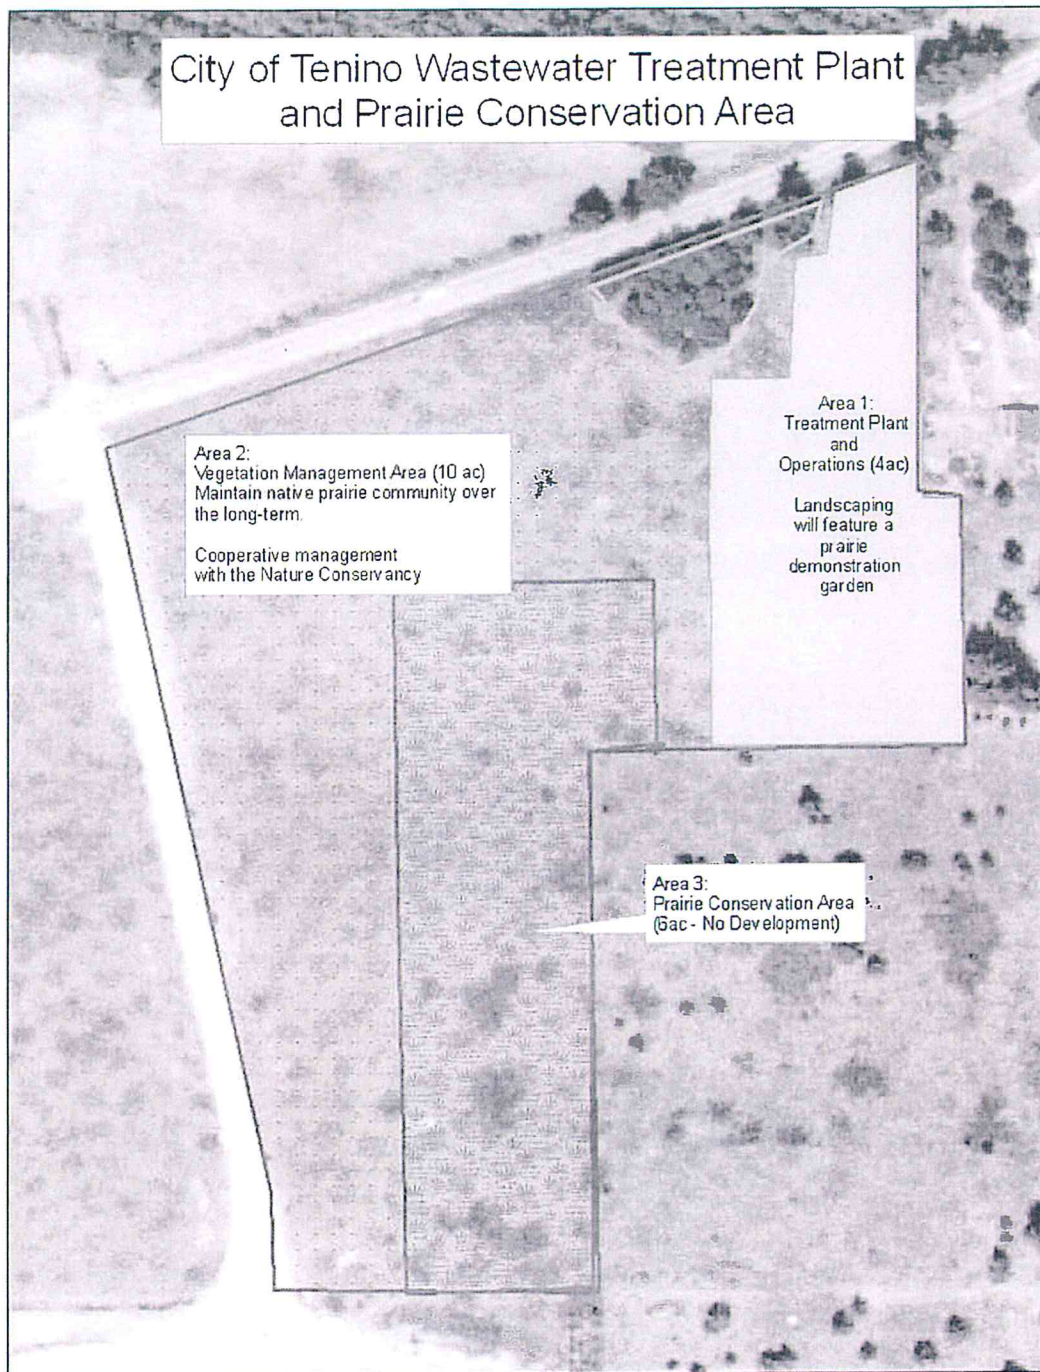 City of Tenino Wastewater Treatment Plant
and Prairie Conservation Area
Area 1:
Treatment Plant
and
Operations (4ac)
Landscaping
will feature a
prairie
demonstration
garden
Area 2:
Vegetation Management Area (10 ac)
Maintain native prairie community over
the long-term.
Cooperative management
with the Nature Conservancy
Area 3:
Prairie Conservation Area
(6ac - No Development)